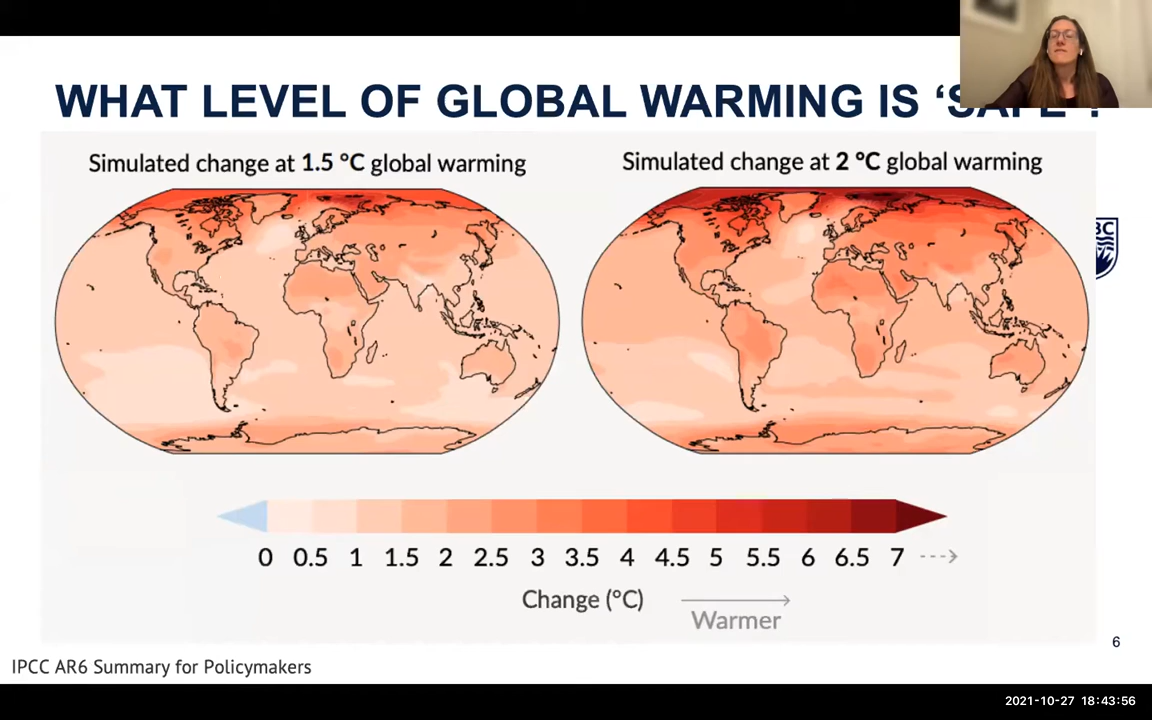 WHAT LEVEL OF GLOBAL WARMING IS
Simulated change at 1.5 °C global warming
Simulated change at 2 °C global warming
BC
0 0.5 1 1.5 2 2.5 3 3.5 4 4.5 5 5.5 6 6.5 7
Change (°C)
Warmer
6
IPCC AR6 Summary for Policymakers
2021-10-27 18:43:56